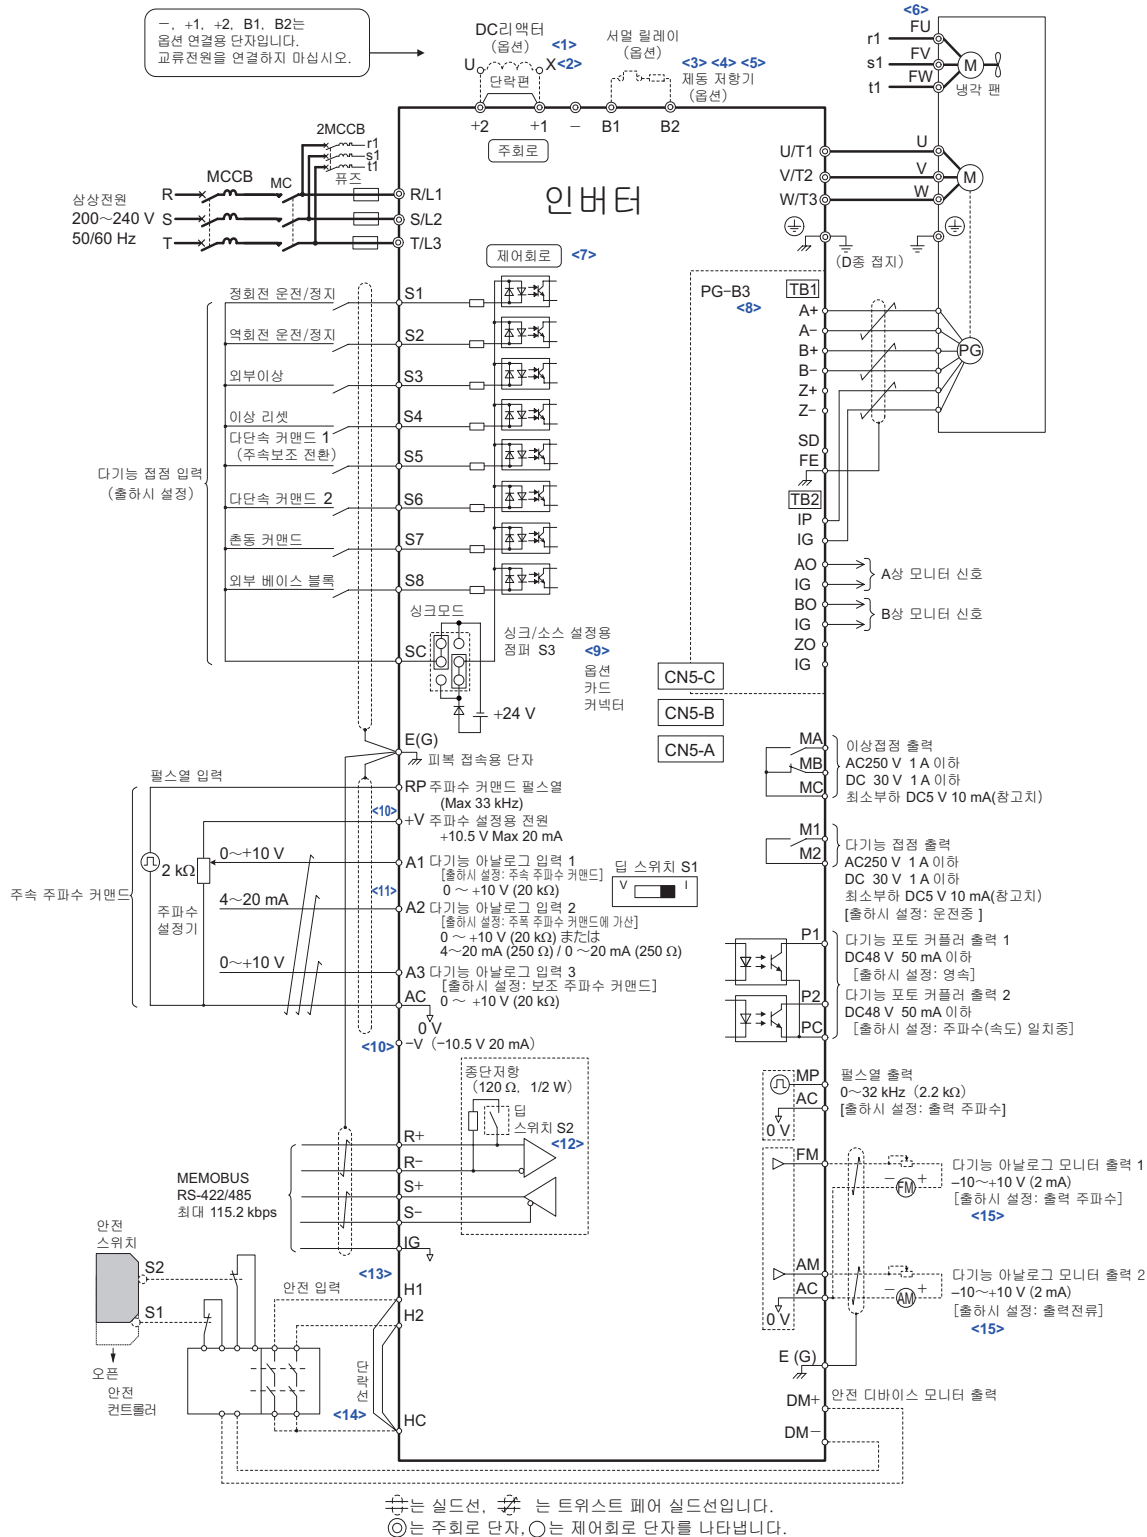 −, +1, +2, B1, B2는
옵션 연결용 단자입니다.
교류전원을 연결하지 마십시오.
DC리액터
(옵션)
<1>
U X <2>
단락편
서멀 릴레이
(옵션)
<3> <4> <5>
제동 저항기
(옵션)
<6>
FU
r1
FV
s1
FW
t1
M
냉각 팬
+2 +1 − B1 B2
주회로
2MCCB
r1
s1
t1
퓨즈
MCCB
MC
삼상전원
200~240 V
50/60 Hz
R
S
T
R/L1
S/L2
T/L3
인버터
U/T1
V/T2
W/T3
U
V
W
M
(D종 접지)
제어회로 <7>
다기능 접점 입력
(출하시 설정)
정회전 운전/정지
S1
역회전 운전/정지
S2
외부이상
S3
이상 리셋
S4
다단속 커맨드 1
(주속보조 전환)
S5
다단속 커맨드 2
S6
촌동 커맨드
S7
외부 베이스 블록
S8
싱크모드
SC
싱크/소스 설정용
점퍼 S3 <9>
+24 V
옵션
카드
커넥터
CN5-C
CN5-B
CN5-A
PG-B3
<8>
TB1
A+
A−
B+
B−
Z+
Z−
SD
FE
PG
TB2
IP
IG
AO
IG
A상 모니터 신호
BO
IG
B상 모니터 신호
ZO
IG
E(G)
피복 접속용 단자
펄스열 입력
주속 주파수 커맨드
RP 주파수 커맨드 펄스열
(Max 33 kHz)
<10>
+V 주파수 설정용 전원
+10.5 V Max 20 mA
2 kΩ
주파수
설정기
0~+10 V
A1 다기능 아날로그 입력 1
[출하시 설정: 주속 주파수 커맨드]
0 ~ +10 V (20 kΩ)
<11>
4~20 mA
A2 다기능 아날로그 입력 2
[출하시 설정: 주폭 주파수 커맨드에 가산]
0 ~ +10 V (20 kΩ) または
4~20 mA (250 Ω) / 0 ~20 mA (250 Ω)
딥 스위치 S1
V I
0~+10 V
A3 다기능 아날로그 입력 3
[출하시 설정: 보조 주파수 커맨드]
0 ~ +10 V (20 kΩ)
AC
0 V
<10> −V (−10.5 V 20 mA)
MA
MB
MC
이상접점 출력
AC250 V 1 A 이하
DC 30 V 1 A 이하
최소부하 DC5 V 10 mA(참고치)
M1
M2
다기능 접점 출력
AC250 V 1 A 이하
DC 30 V 1 A 이하
최소부하 DC5 V 10 mA(참고치)
[출하시 설정: 운전중 ]
P1
다기능 포토 커플러 출력 1
DC48 V 50 mA 이하
[출하시 설정: 영속]
P2
PC
다기능 포토 커플러 출력 2
DC48 V 50 mA 이하
[출하시 설정: 주파수(속도) 일치중]
MP
AC
0 V
펄스열 출력
0~32 kHz (2.2 kΩ)
[출하시 설정: 출력 주파수]
종단저항
(120 Ω, 1/2 W)
딥
스위치 S2
<12>
MEMOBUS
RS-422/485
최대 115.2 kbps
R+
R−
S+
S−
IG
FM
− FM +
다기능 아날로그 모니터 출력 1
−10~+10 V (2 mA)
[출하시 설정: 출력 주파수]
<15>
AM
AC
0 V
− AM +
다기능 아날로그 모니터 출력 2
−10~+10 V (2 mA)
[출하시 설정: 출력전류]
<15>
E (G)
안전
스위치
S2
S1
오픈
안전
컨트롤러
<13>
안전 입력
H1
H2
단락선
<14>
HC
DM+
안전 디바이스 모니터 출력
DM−
는 실드선, 는 트위스트 페어 실드선입니다.
◎는 주회로 단자, ○는 제어회로 단자를 나타냅니다.